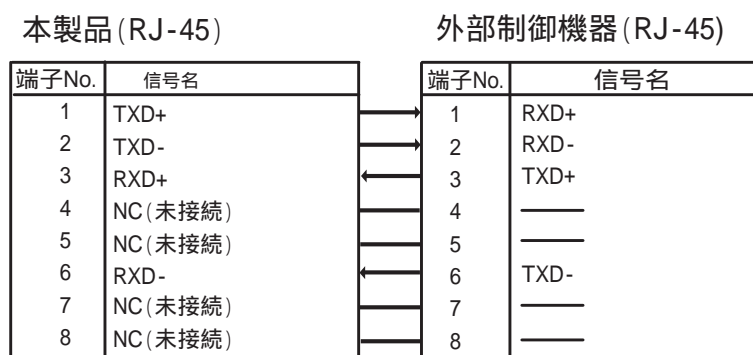 本製品(RJ-45) 外部制御機器(RJ-45)
端子No. 信号名 端子No. 信号名
1 TXD+ 1 RXD+
2 TXD- 2 RXD-
3 RXD+ 3 TXD+
4 NC(未接続) 4
5 NC(未接続) 5
6 RXD- 6 TXD-
7 NC(未接続) 7
8 NC(未接続) 8